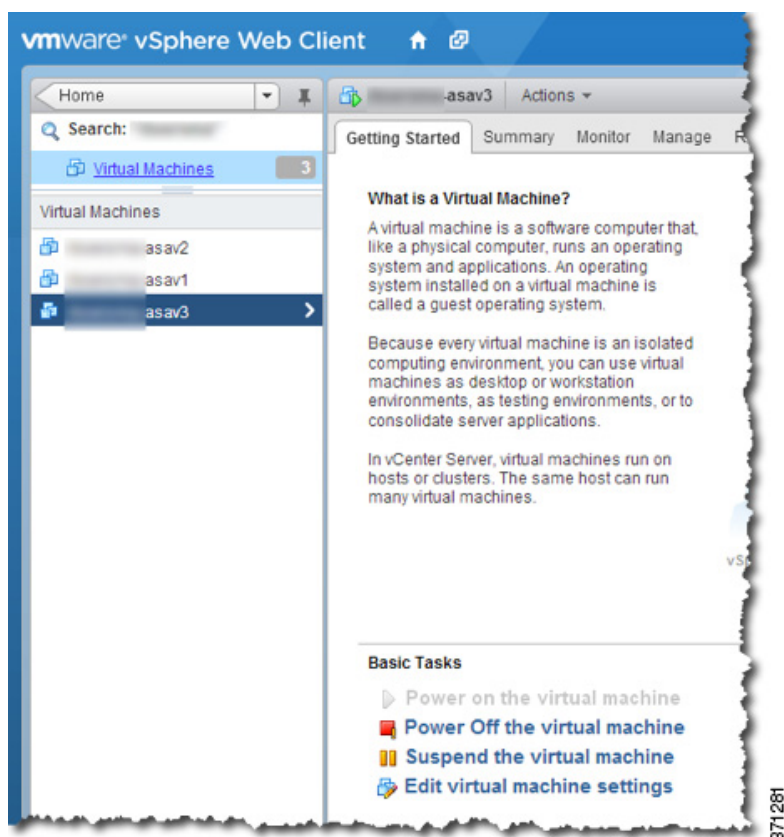 vmware® vSphere Web Client
Home
Search:
Virtual Machines 3
Virtual Machines
asav2
asav1
asav3
-asav3 Actions
Getting Started Summary Monitor Manage R
What is a Virtual Machine?
A virtual machine is a software computer that,
like a physical computer, runs an operating
system and applications. An operating
system installed on a virtual machine is
called a guest operating system.
Because every virtual machine is an isolated
computing environment, you can use virtual
machines as desktop or workstation
environments, as testing environments, or to
consolidate server applications.
In vCenter Server, virtual machines run on
hosts or clusters. The same host can run
many virtual machines.
vSp
Basic Tasks
Power on the virtual machine
Power Off the virtual machine
Suspend the virtual machine
Edit virtual machine settings
371281